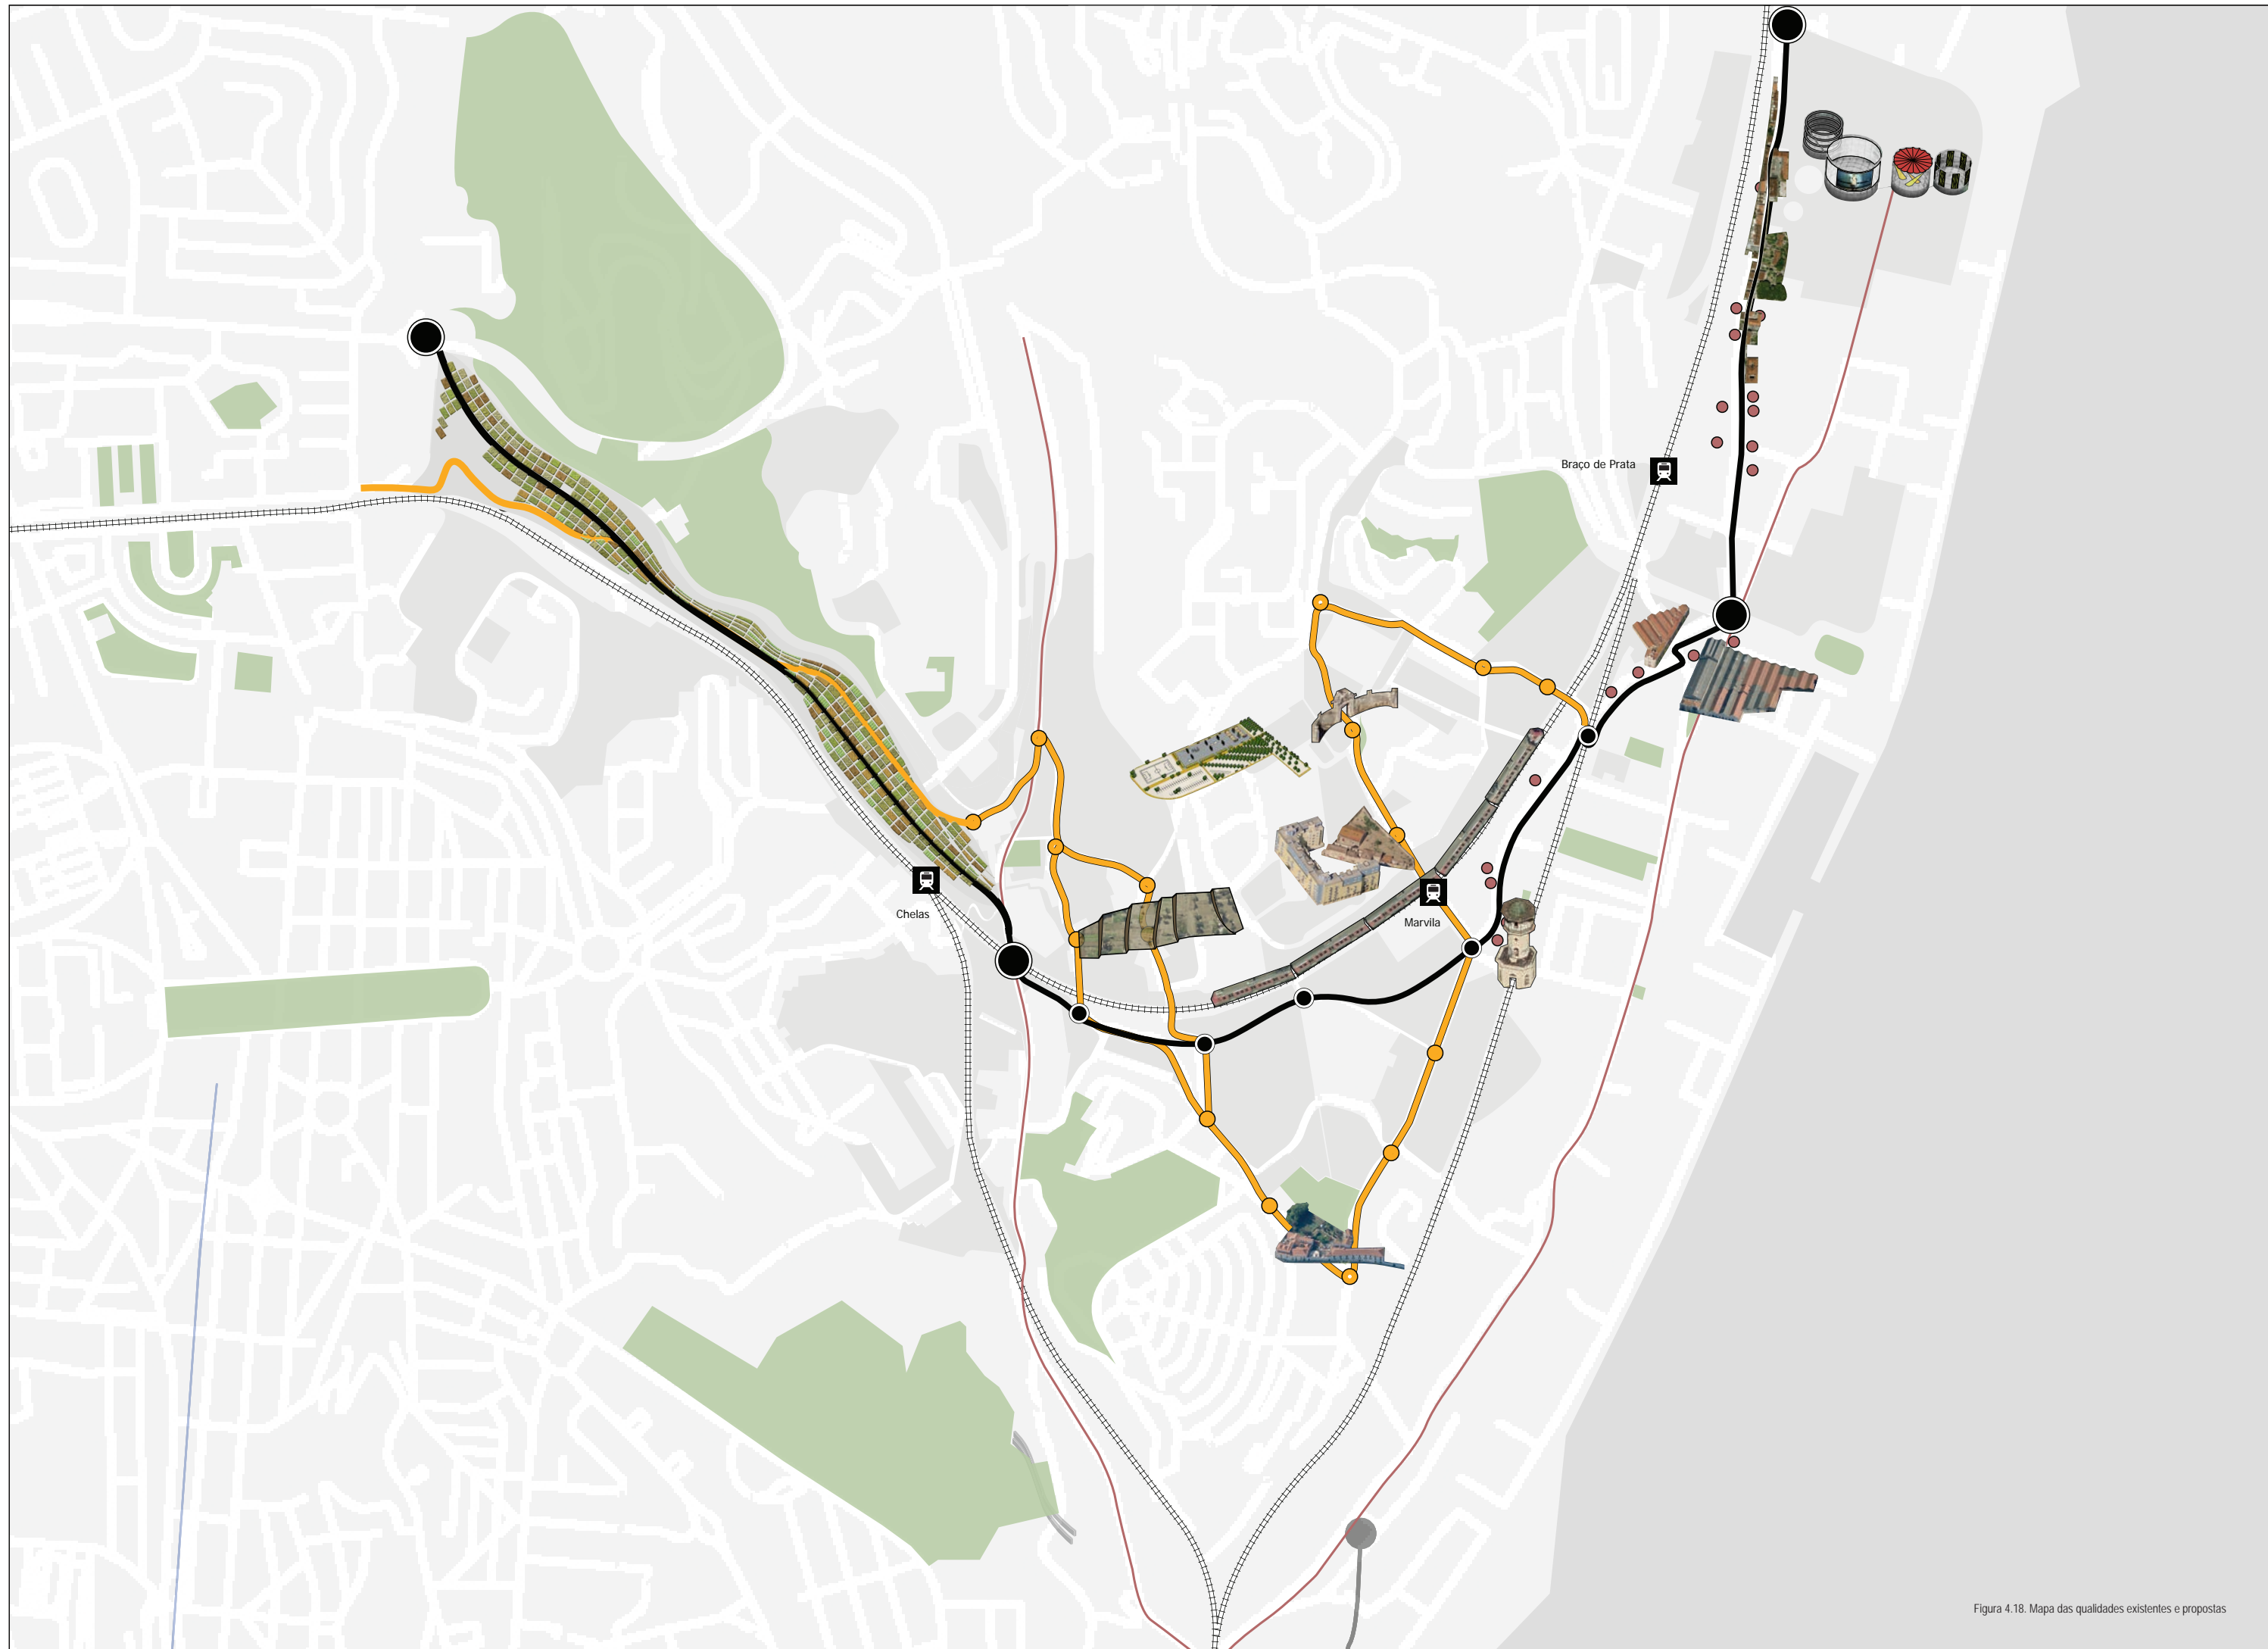 Braço de Prata
Chelas
Marvila
Figura 4.18. Mapa das qualidades existentes e propostas